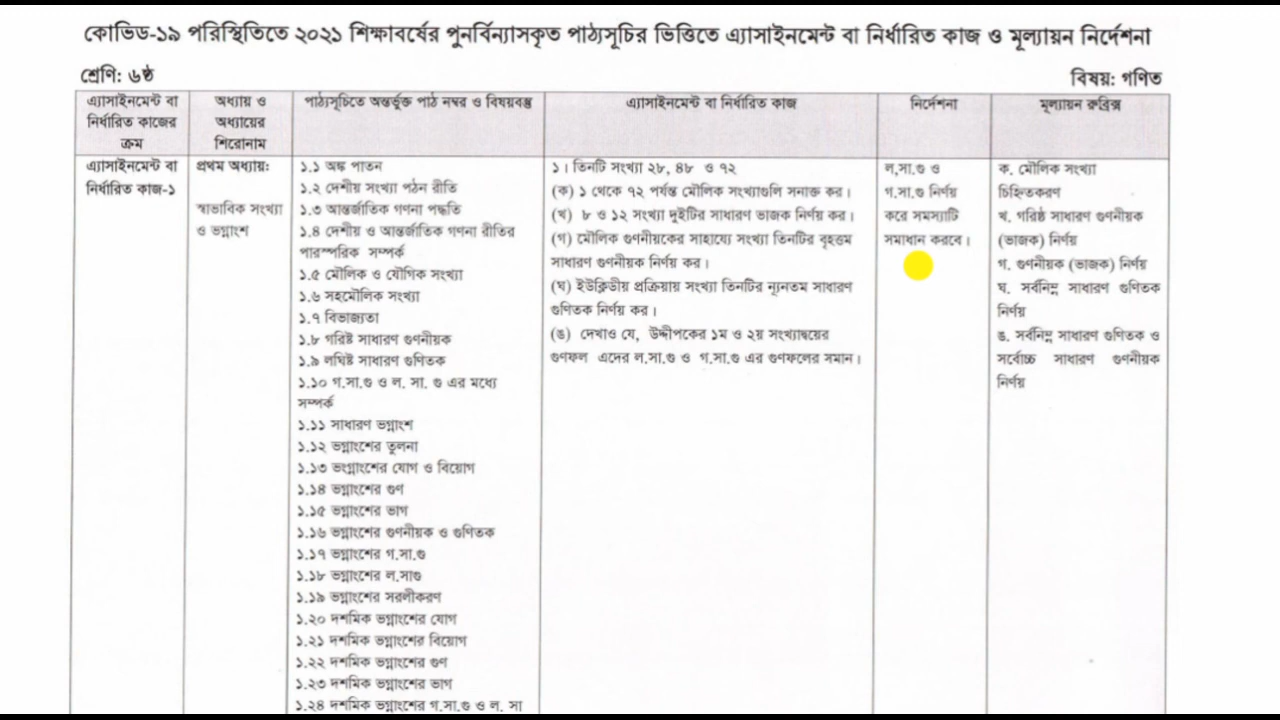 কোভিড-১৯ পরিস্থিতিতে ২০২১ শিক্ষাবর্ষের পুনর্বিন্যাসকৃত পাঠ্যসূচির ভিত্তিতে এ্যাসাইনমেন্ট বা নির্ধারিত কাজ ও মূল্যায়ন নির্দেশনা
শ্রেণি: ৬ষ্ঠ
বিষয়: গণিত
এ্যাসাইনমেন্ট বা
নির্ধারিত কাজের
ক্রম
অধ্যায় ও
অধ্যায়ের
শিরোনাম
পাঠ্যসূচিতে অন্তর্ভুক্ত পাঠ নম্বর ও বিষয়বস্তু
এ্যাসাইনমেন্ট বা নির্ধারিত কাজ
নির্দেশনা
মূল্যায়ন রুব্রিক্স
এ্যাসাইনমেন্ট বা
নির্ধারিত কাজ-১
প্রথম অধ্যায়:
স্বাভাবিক সংখ্যা
ও ভগ্নাংশ
১.১ অঙ্ক পাতন
১.২ দেশীয় সংখ্যা পঠন রীতি
১.৩ আন্তর্জাতিক গণনা পদ্ধতি
১.৪ দেশীয় ও আন্তর্জাতিক গণনা রীতির
পারস্পরিক সম্পর্ক
১.৫ মৌলিক ও যৌগিক সংখ্যা
১.৬ সহমৌলিক সংখ্যা
১.৭ বিভাজ্যতা
১.৮ গরিষ্ট সাধারণ গুণনীয়ক
১.৯ লঘিষ্ট সাধারণ গুণিতক
১.১০ গ.সা.গু ও ল. সা. গু এর মধ্যে
সম্পর্ক
১.১১ সাধারণ ভগ্নাংশ
১.১২ ভগ্নাংশের তুলনা
১.১৩ ভংগ্নাংশের যোগ ও বিয়োগ
১.১৪ ভগ্নাংশের গুণ
১.১৫ ভগ্নাংশের ভাগ
১.১৬ ভগ্নাংশের গুণনীয়ক ও গুণিতক
১.১৭ ভগ্নাংশের গ.সা.গু
১.১৮ ভগ্নাংশের ল.সাগু
১.১৯ ভগ্নাংশের সরলীকরণ
১.২০ দশমিক ভগ্নাংশের যোগ
১.২১ দশমিক ভগ্নাংশের বিয়োগ
১.২২ দশমিক ভগ্নাংশের গুণ
১.২৩ দশমিক ভগ্নাংশের ভাগ
১.২৪ দশমিক ভগ্নাংশের গ.সা.গু ও ল. সা
১। তিনটি সংখ্যা ২৮, ৪৮ ও ৭২
(ক) ১ থেকে ৭২ পর্যন্ত মৌলিক সংখ্যাগুলি সনাক্ত কর।
(খ) ৮ ও ১২ সংখ্যা দুইটির সাধারণ ভাজক নির্ণয় কর।
(গ) মৌলিক গুণনীয়কের সাহায্যে সংখ্যা তিনটির বৃহত্তম
সাধারণ গুণনীয়ক নির্ণয় কর।
(ঘ) ইউক্লিডীয় প্রক্রিয়ায় সংখ্যা তিনটির ন্যূনতম সাধারণ
গুণিতক নির্ণয় কর।
(ঙ) দেখাও যে, উদ্দীপকের ১ম ও ২য় সংখ্যাদ্বয়ের
গুণফল এদের ল.সা.গু ও গ.সা.গু এর গুণফলের সমান।
ল.সা.গু ও
গ.সা.গু নির্ণয়
করে সমস্যাটি
সমাধান করবে।
ক. মৌলিক সংখ্যা
চিহ্নিতকরণ
খ. গরিষ্ঠ সাধারণ গুণনীয়ক
(ভাজক) নির্ণয়
গ. গুণনীয়ক (ভাজক) নির্ণয়
ঘ. সর্বনিম্ন সাধারণ গুণিতক
নির্ণয়
ঙ. সর্বনিম্ন সাধারণ গুণিতক ও
সর্বোচ্চ সাধারণ গুণনীয়ক
নির্ণয়